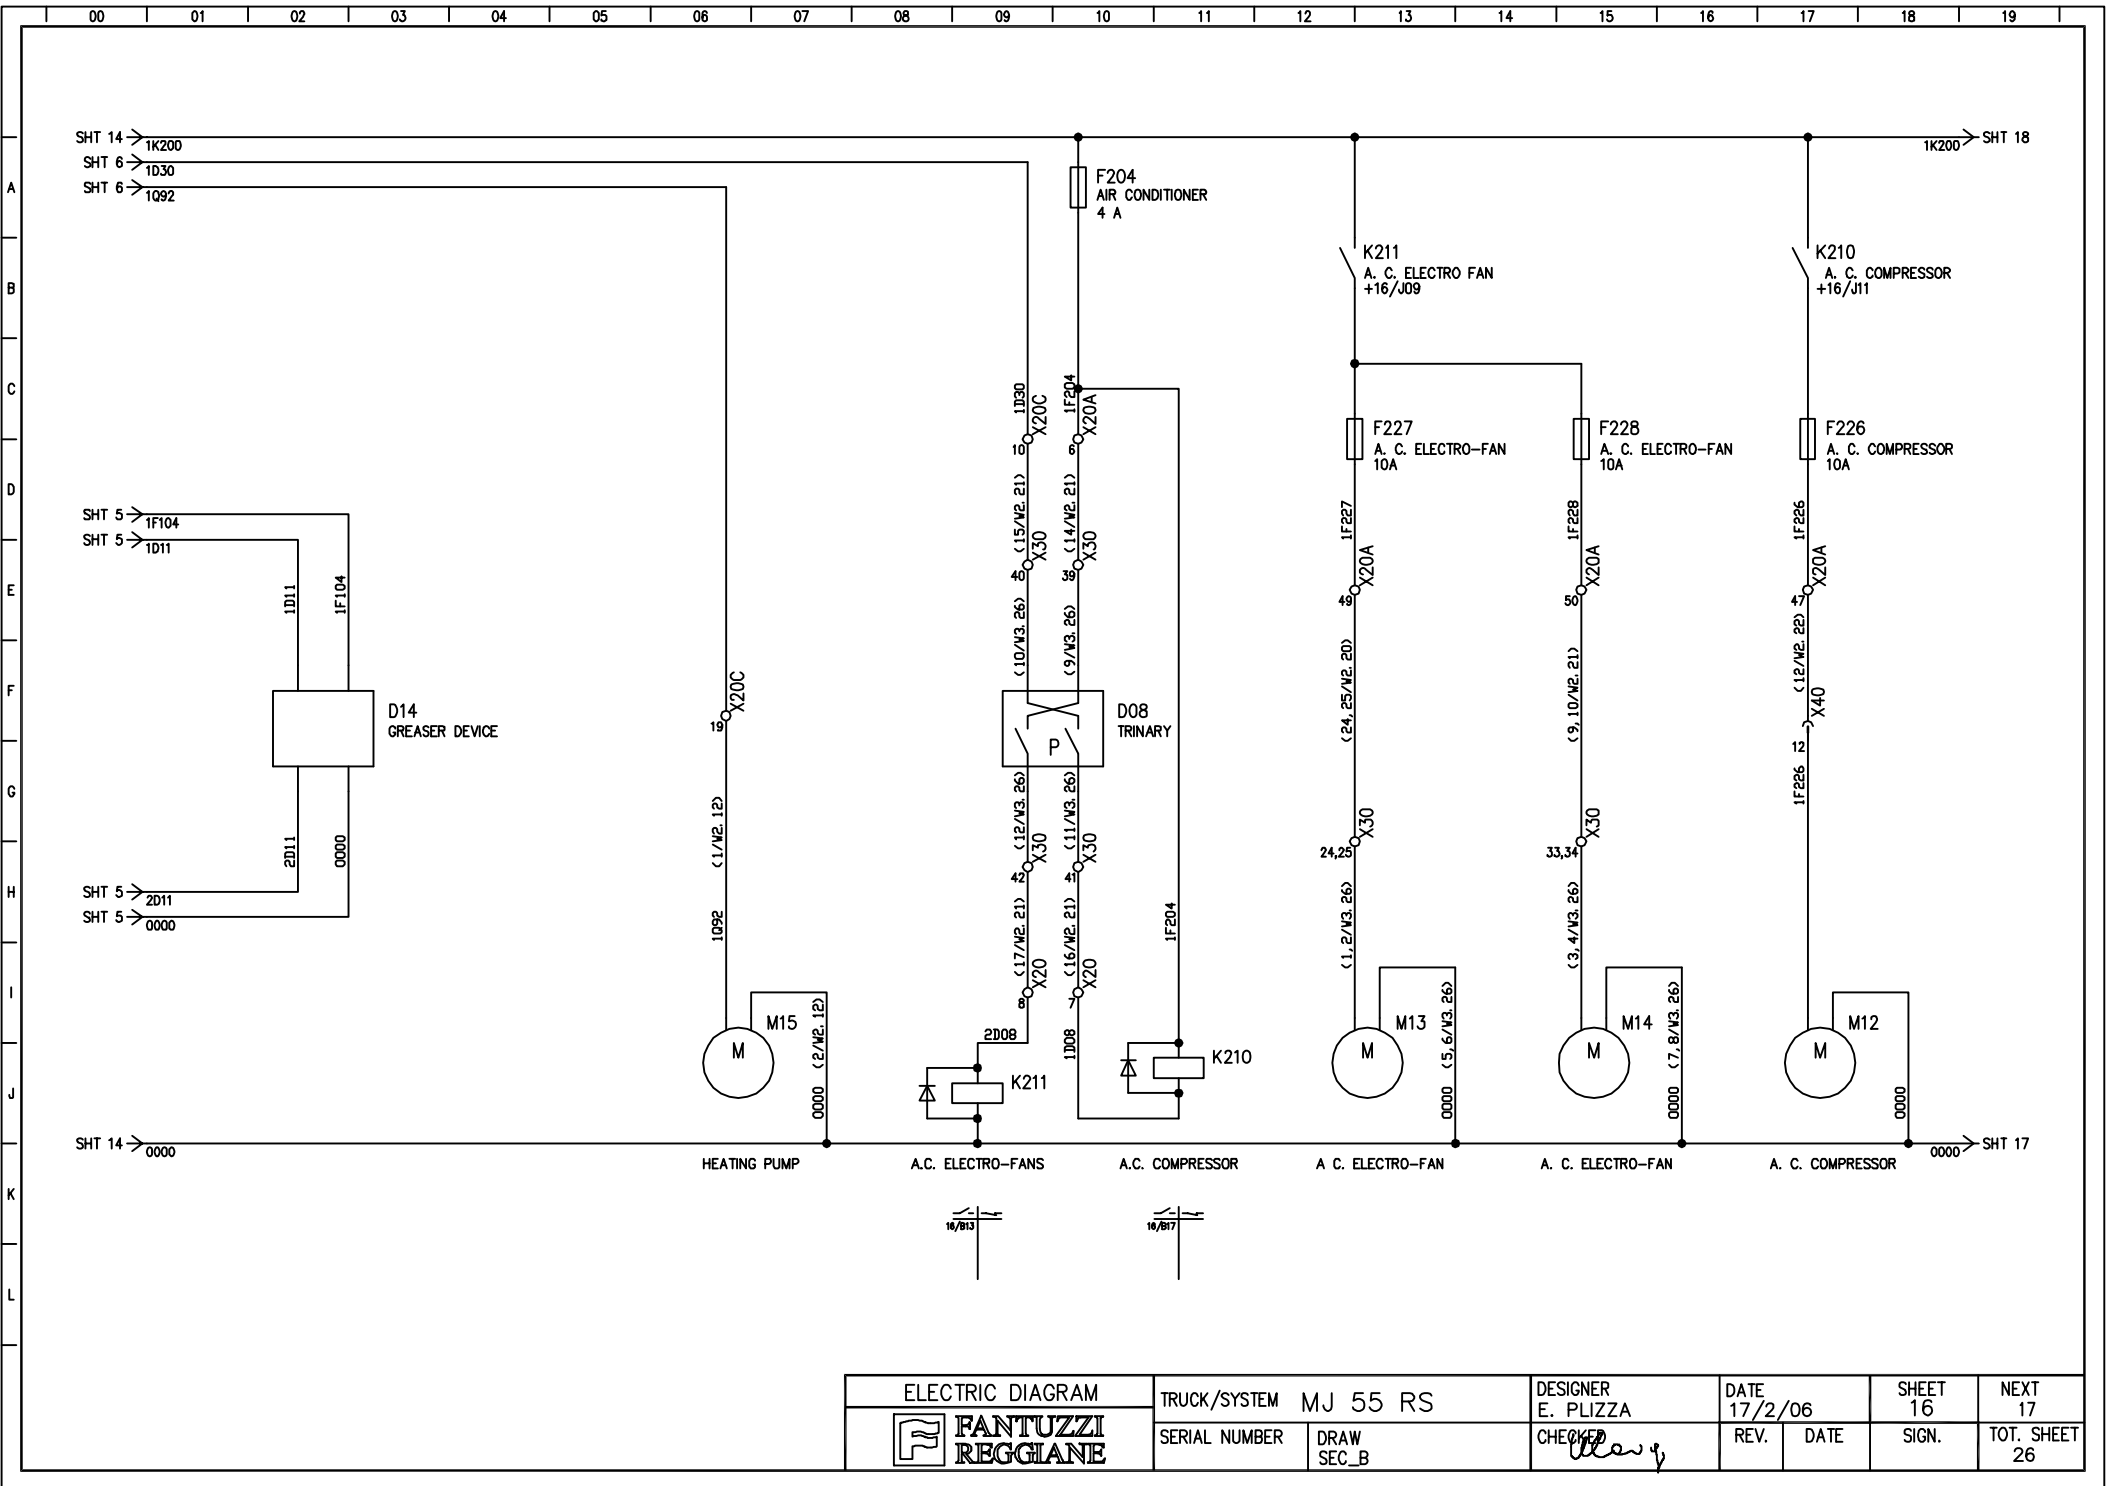 00 01 02 03 04 05 06 07 08 09 10 11 12 13 14 15 16 17 18 19
A
B
C
D
E
F
G
H
I
J
K
L
SHT 14
1K200
1K200
SHT 18
SHT 6
1D30
SHT 6
1Q92
F204
AIR CONDITIONER
4 A
K211
A. C. ELECTRO FAN
+16/J09
K210
A. C. COMPRESSOR
+16/J11
1D30
X20C
10
1F204
X20A
6
F227
A. C. ELECTRO-FAN
10A
F228
A. C. ELECTRO-FAN
10A
F226
A. C. COMPRESSOR
10A
SHT 5
1F104
SHT 5
1D11
1D11
1F104
(15/W2.21)
X30
40
(14/W2.21)
X30
39
1F227
X20A
49
1F228
X20A
50
1F226
X20A
47
(10/W3.26)
(9/W3.26)
(24,25/W2.20)
(9,10/W2.21)
(12/W2.22)
X40
12
1F226
D14
GREASER DEVICE
X20C
19
D08
TRINARY
P
2D11
0000
(1/W2.12)
1Q92
(12/W3.26)
X30
42
(11/W3.26)
X30
41
X30
24,25
X30
33,34
SHT 5
2D11
SHT 5
0000
(17/W2.21)
X20
8
(16/W2.21)
X20
7
1F204
(1,2/W3.26)
(3,4/W3.26)
M15
M
0000 (2/W2.12)
2D08
K211
1D08
K210
M13
M
0000 (5,6/W3.26)
M14
M
0000 (7,8/W3.26)
M12
M
0000
SHT 14
0000
0000
SHT 17
HEATING PUMP
A.C. ELECTRO-FANS
A.C. COMPRESSOR
A C. ELECTRO-FAN
A. C. ELECTRO-FAN
A. C. COMPRESSOR
16/B13
16/B17
ELECTRIC DIAGRAM
FANTUZZI
REGGIANE
TRUCK/SYSTEM MJ 55 RS
SERIAL NUMBER
DRAW
SEC_B
DESIGNER
E. PLIZZA
CHECKED
DATE
17/2/06
SHEET
16
NEXT
17
REV.
DATE
SIGN.
TOT. SHEET
26